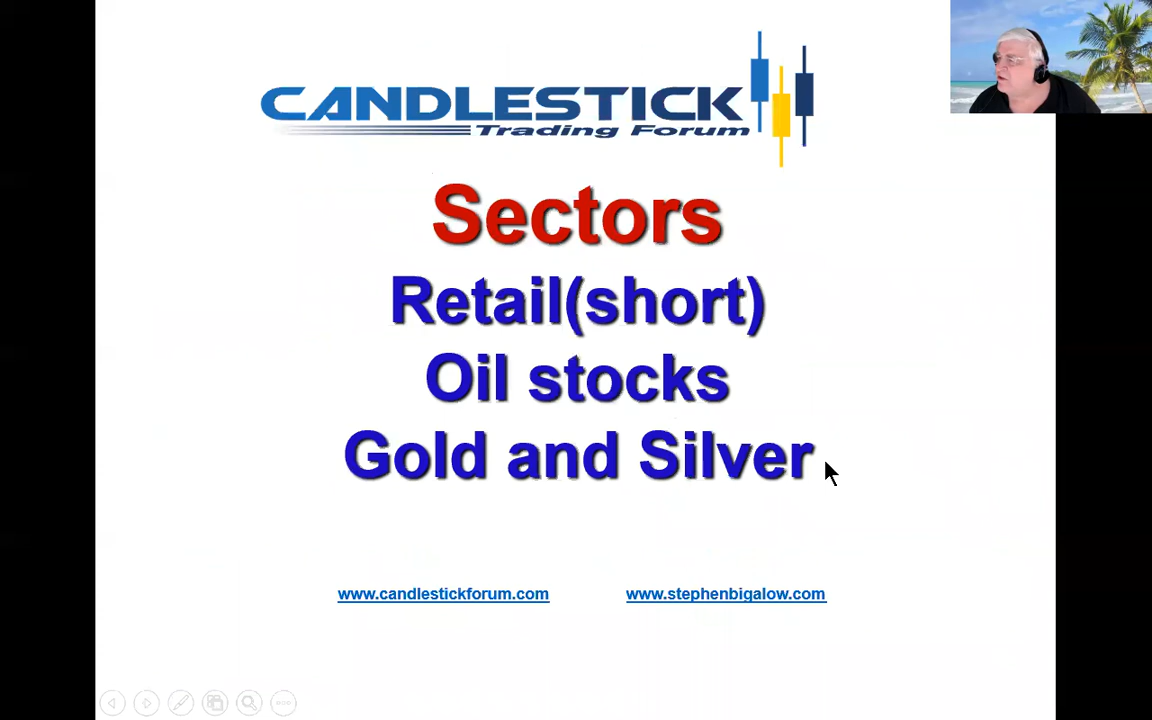 CANDLESTICK
Trading Forum
Sectors
Retail(short)
Oil stocks
Gold and Silver
www.candlestickforum.com
www.stephenbigalow.com